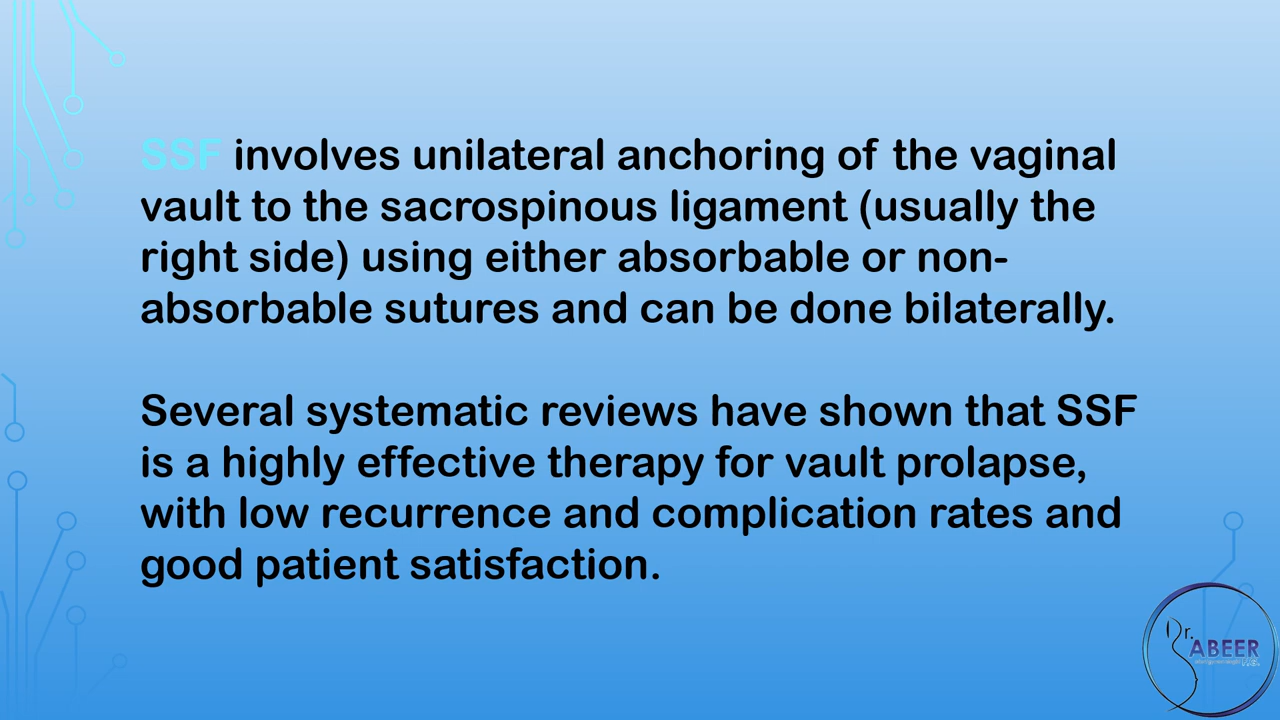 SSF involves unilateral anchoring of the vaginal
vault to the sacrospinous ligament (usually the
right side) using either absorbable or non-
absorbable sutures and can be done bilaterally.
Several systematic reviews have shown that SSF
is a highly effective therapy for vault prolapse,
with low recurrence and complication rates and
good patient satisfaction.
Dr.
ABEER